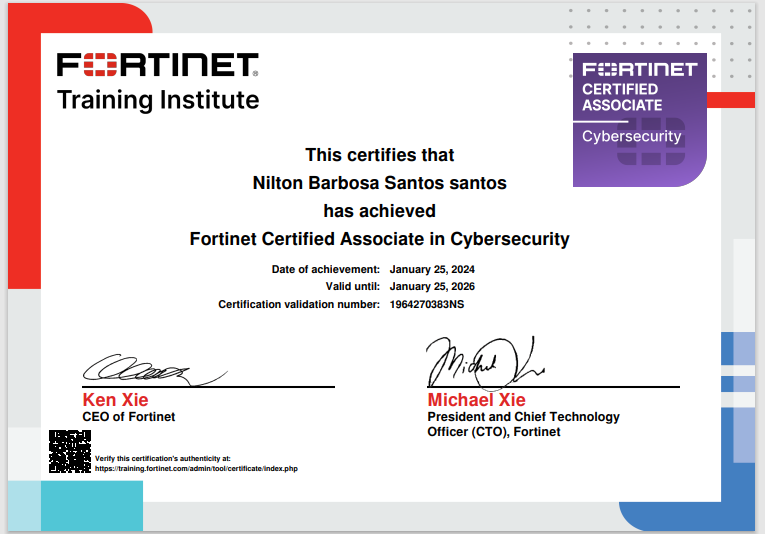 FORTINET®
Training Institute
FORTINET
CERTIFIED
ASSOCIATE
Cybersecurity
This certifies that
Nilton Barbosa Santos santos
has achieved
Fortinet Certified Associate in Cybersecurity
Date of achievement: January 25, 2024
Valid until: January 25, 2026
Certification validation number: 1964270383NS
Ken Xie
CEO of Fortinet
Michael Xie
President and Chief Technology
Officer (CTO), Fortinet
Verify this certification's authenticity at:
https://training.fortinet.com/admin/tool/certificate/index.php